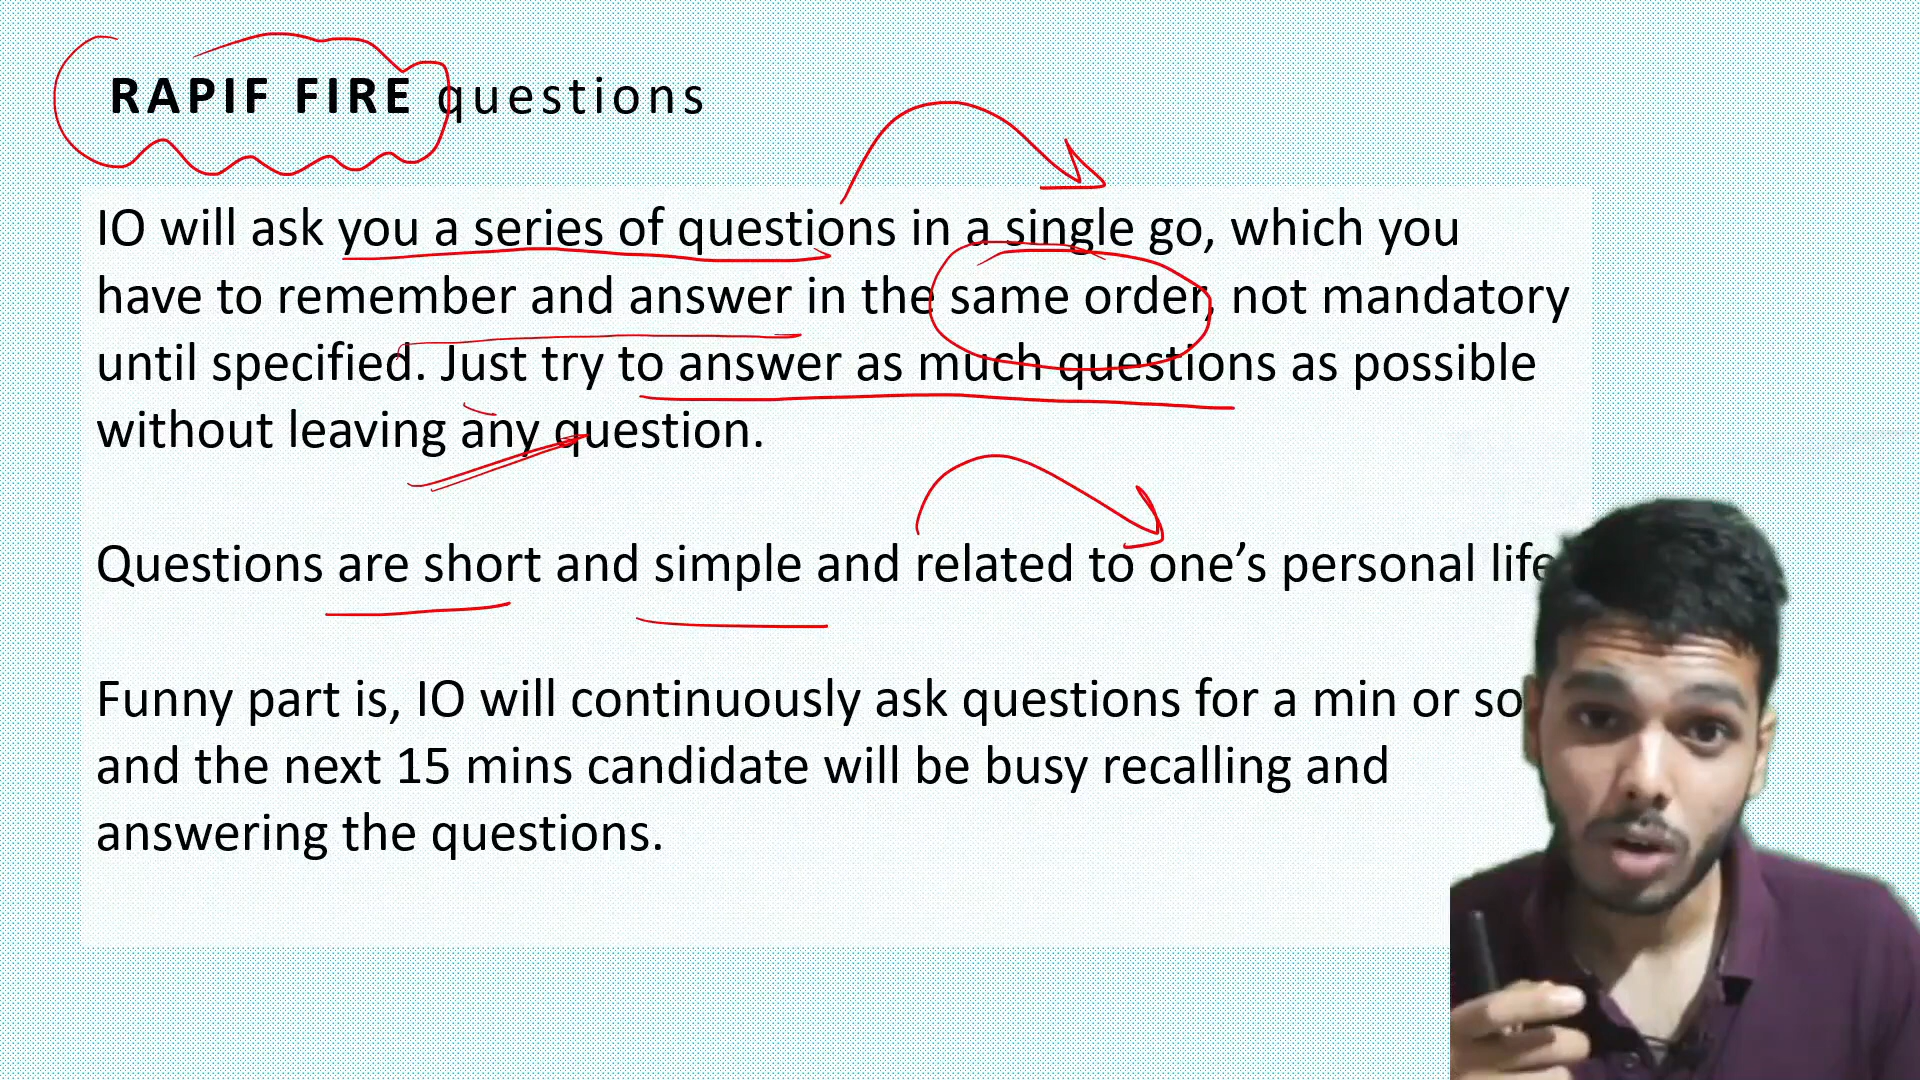 RAPIF FIRE questions
IO will ask you a series of questions in a single go, which you
have to remember and answer in the same order, not mandatory
until specified. Just try to answer as much questions as possible
without leaving any question.
Questions are short and simple and related to one’s personal life
Funny part is, IO will continuously ask questions for a min or so
and the next 15 mins candidate will be busy recalling and
answering the questions.